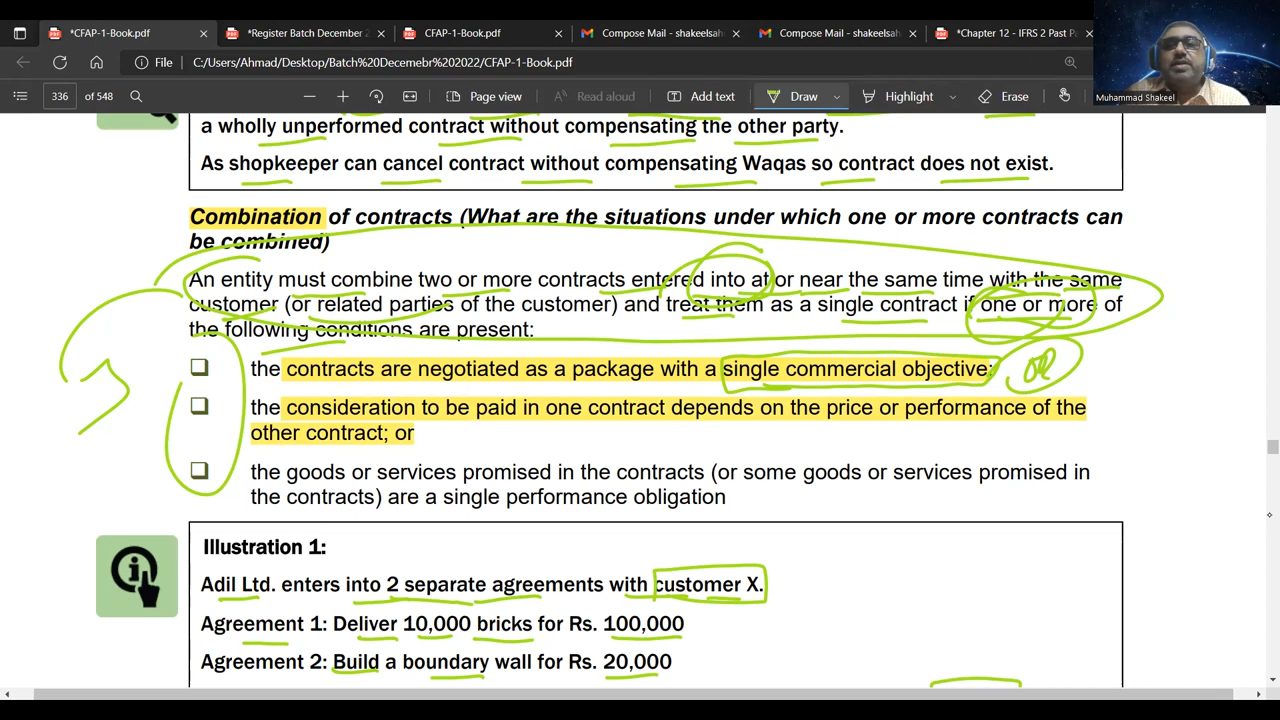 *CFAP-1-Book.pdf
*Register Batch December 2
CFAP-1-Book.pdf
Compose Mail - shakeelsah
Compose Mail - shakeelsah
*Chapter 12 - IFRS 2 Past Pa
File
C:/Users/Ahmad/Desktop/Batch%20Decemebr%202022/CFAP-1-Book.pdf
336 of 548
Page view
Read aloud
Add text
Draw
Highlight
Erase
Muhammad Shakeel
a wholly unperformed contract without compensating the other party.
As shopkeeper can cancel contract without compensating Waqas so contract does not exist.
Combination of contracts (What are the situations under which one or more contracts can
be combined)
An entity must combine two or more contracts entered into at or near the same time with the same
customer (or related parties of the customer) and treat them as a single contract if one or more of
the following conditions are present:
the contracts are negotiated as a package with a single commercial objective;
OR
the consideration to be paid in one contract depends on the price or performance of the
other contract; or
the goods or services promised in the contracts (or some goods or services promised in
the contracts) are a single performance obligation
Illustration 1:
Adil Ltd. enters into 2 separate agreements with customer X.
Agreement 1: Deliver 10,000 bricks for Rs. 100,000
Agreement 2: Build a boundary wall for Rs. 20,000